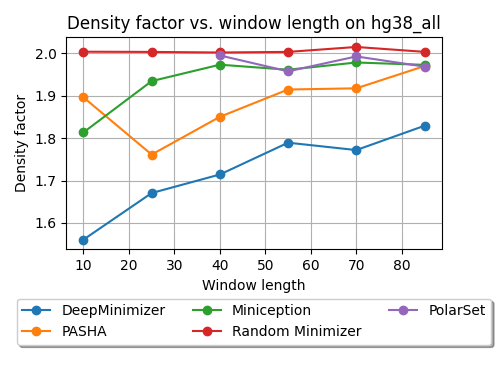 Density factor vs. window length on hg38_all
2.0
1.9
1.8
1.7
1.6
Density factor
10 20 30 40 50 60 70 80
Window length
DeepMinimizer Miniception PolarSet
PASHA Random Minimizer